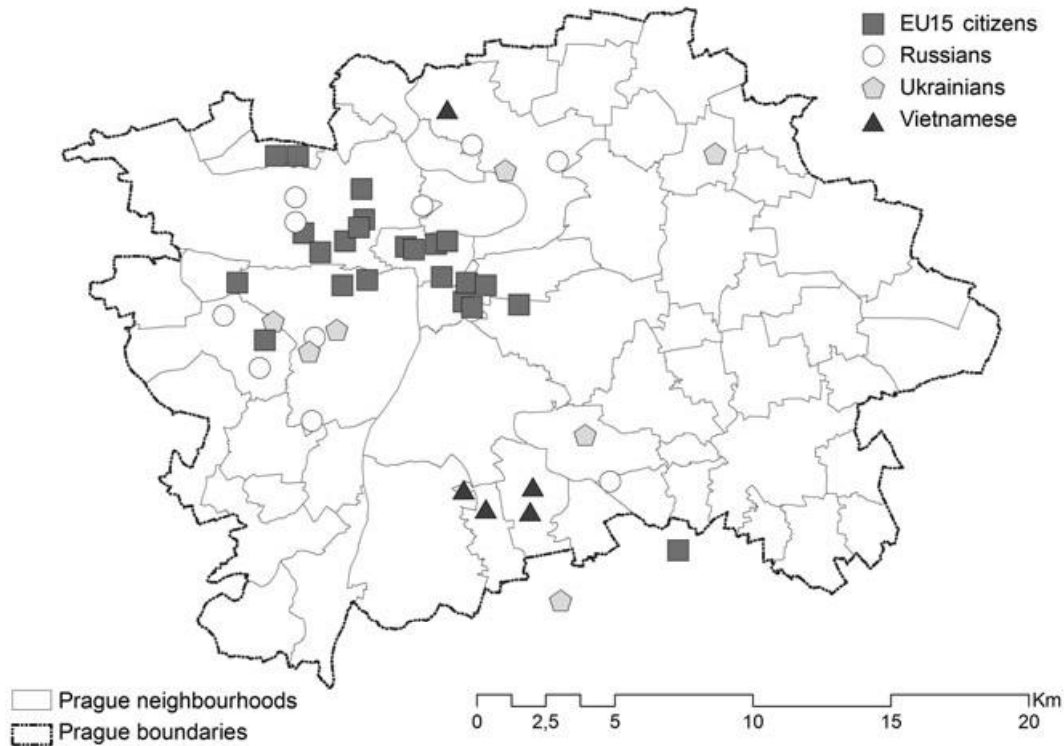 EU15 citizens
Russians
Ukrainians
Vietnamese
Prague neighbourhoods
Prague boundaries
Km
0 2,5 5 10 15 20